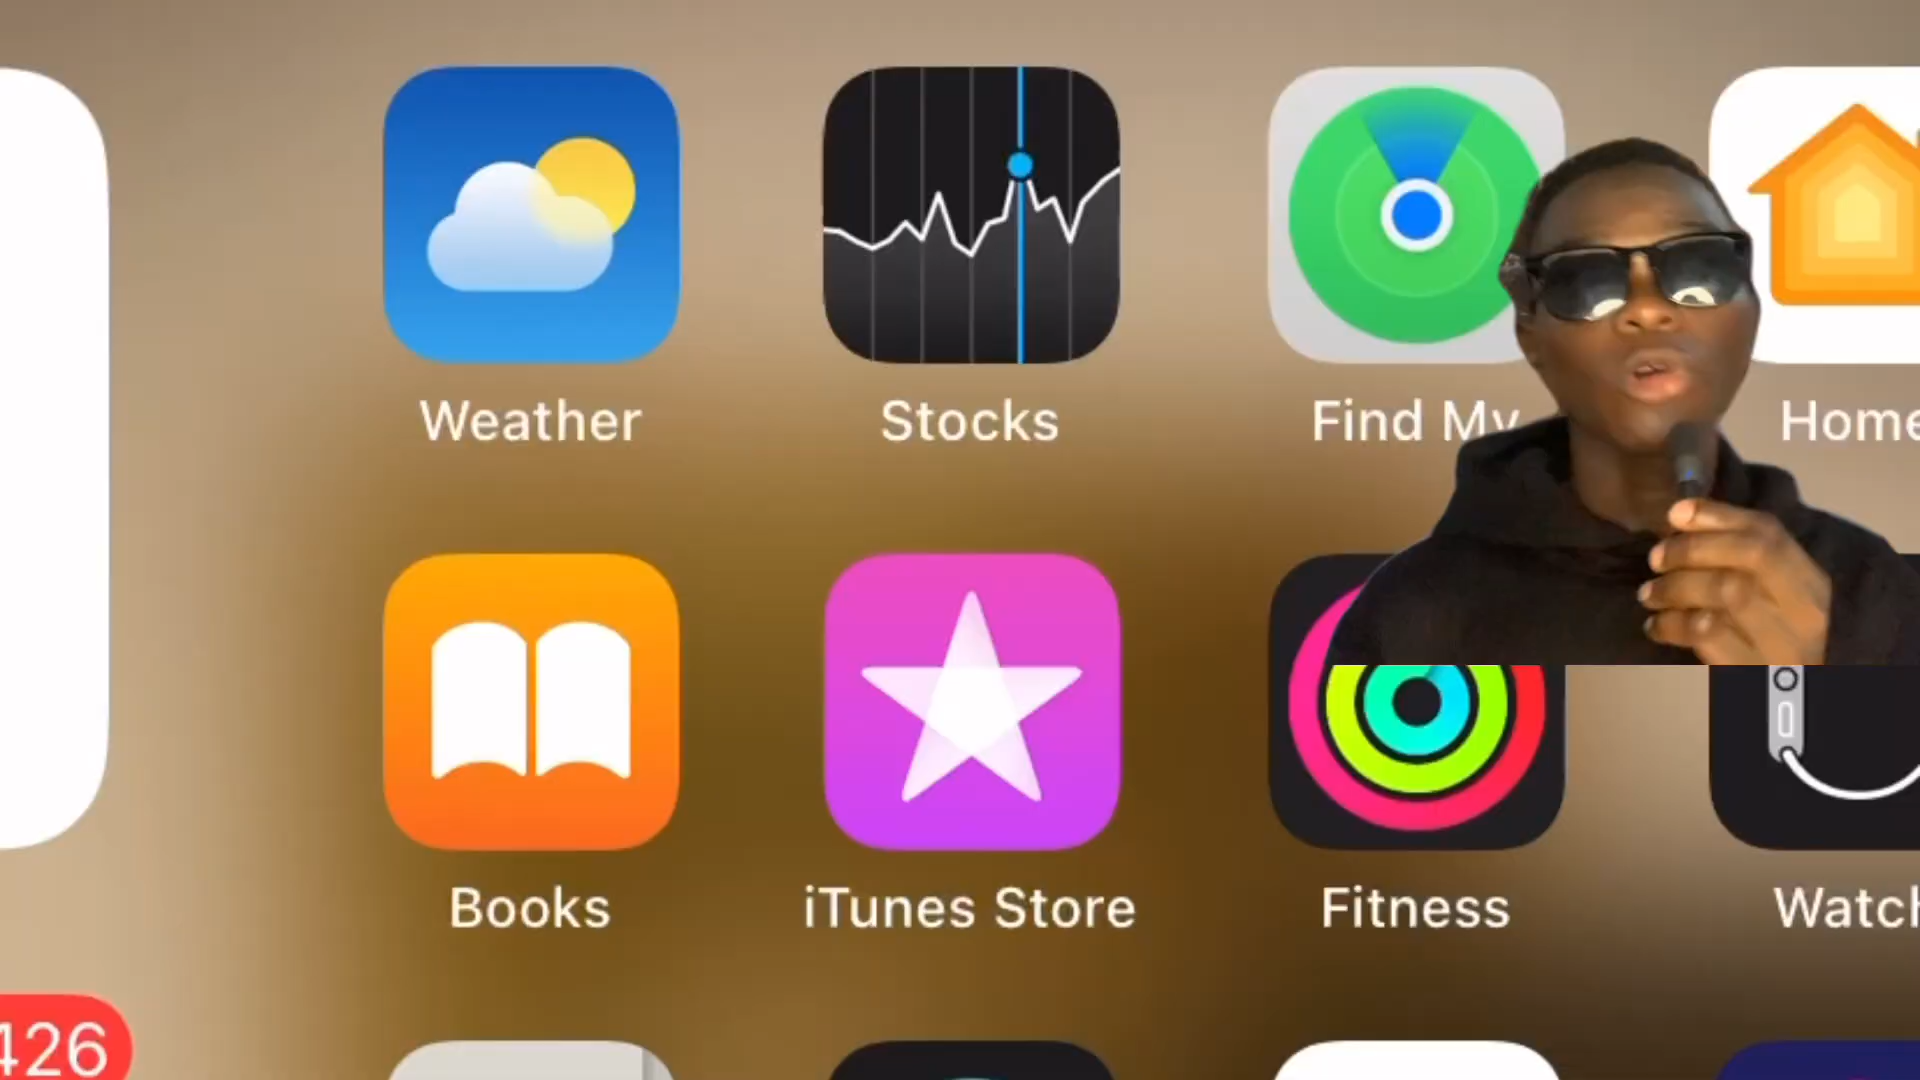 Weather
Stocks
Find My
Home
Books
iTunes Store
Fitness
Watch
426